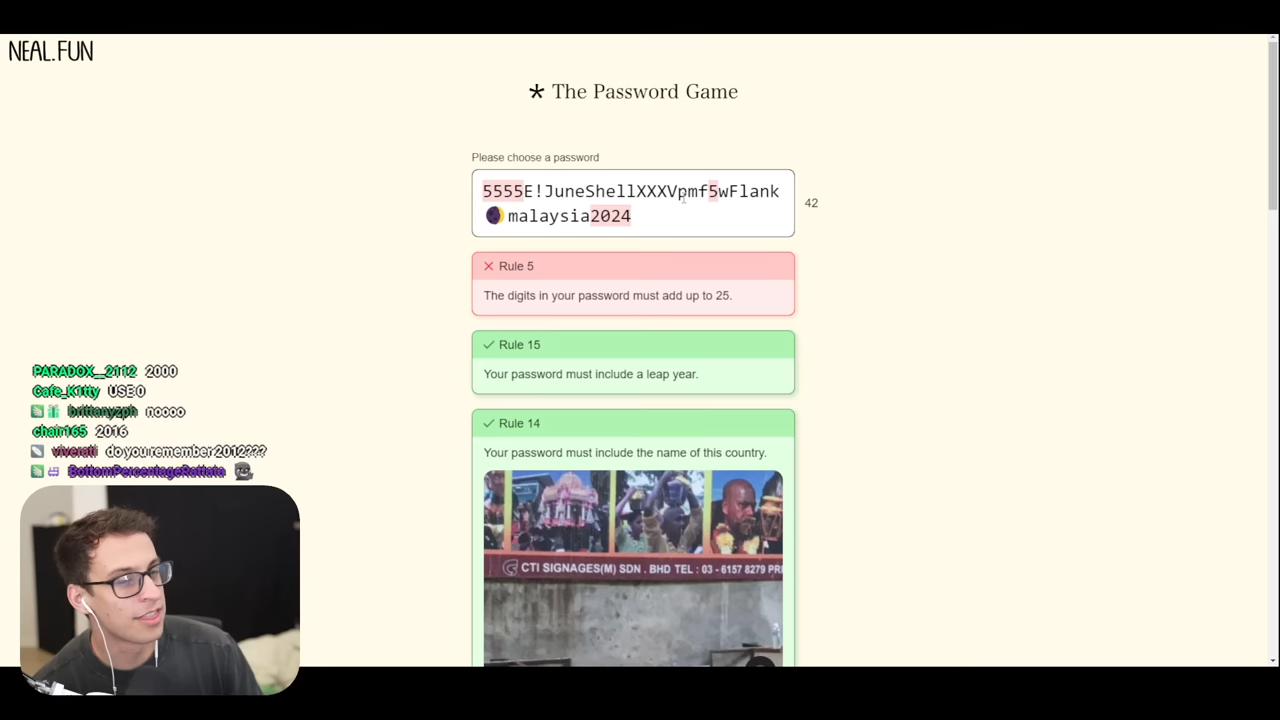 NEAL.FUN
* The Password Game
Please choose a password
5555E!JuneShellXXXVpmf5wFlank
🌘malaysia2024
42
Rule 5
The digits in your password must add up to 25.
Rule 15
Your password must include a leap year.
Rule 14
Your password must include the name of this country.
CTI SIGNAGES(M) SDN . BHD TEL : 03 - 6157 8279 PR
PARADOX__2112 2000
Cafe_K1tty USE 0
brittanyzph noooo
chair165 2016
viverati do you remember 2012???
BottomPercentageRattata